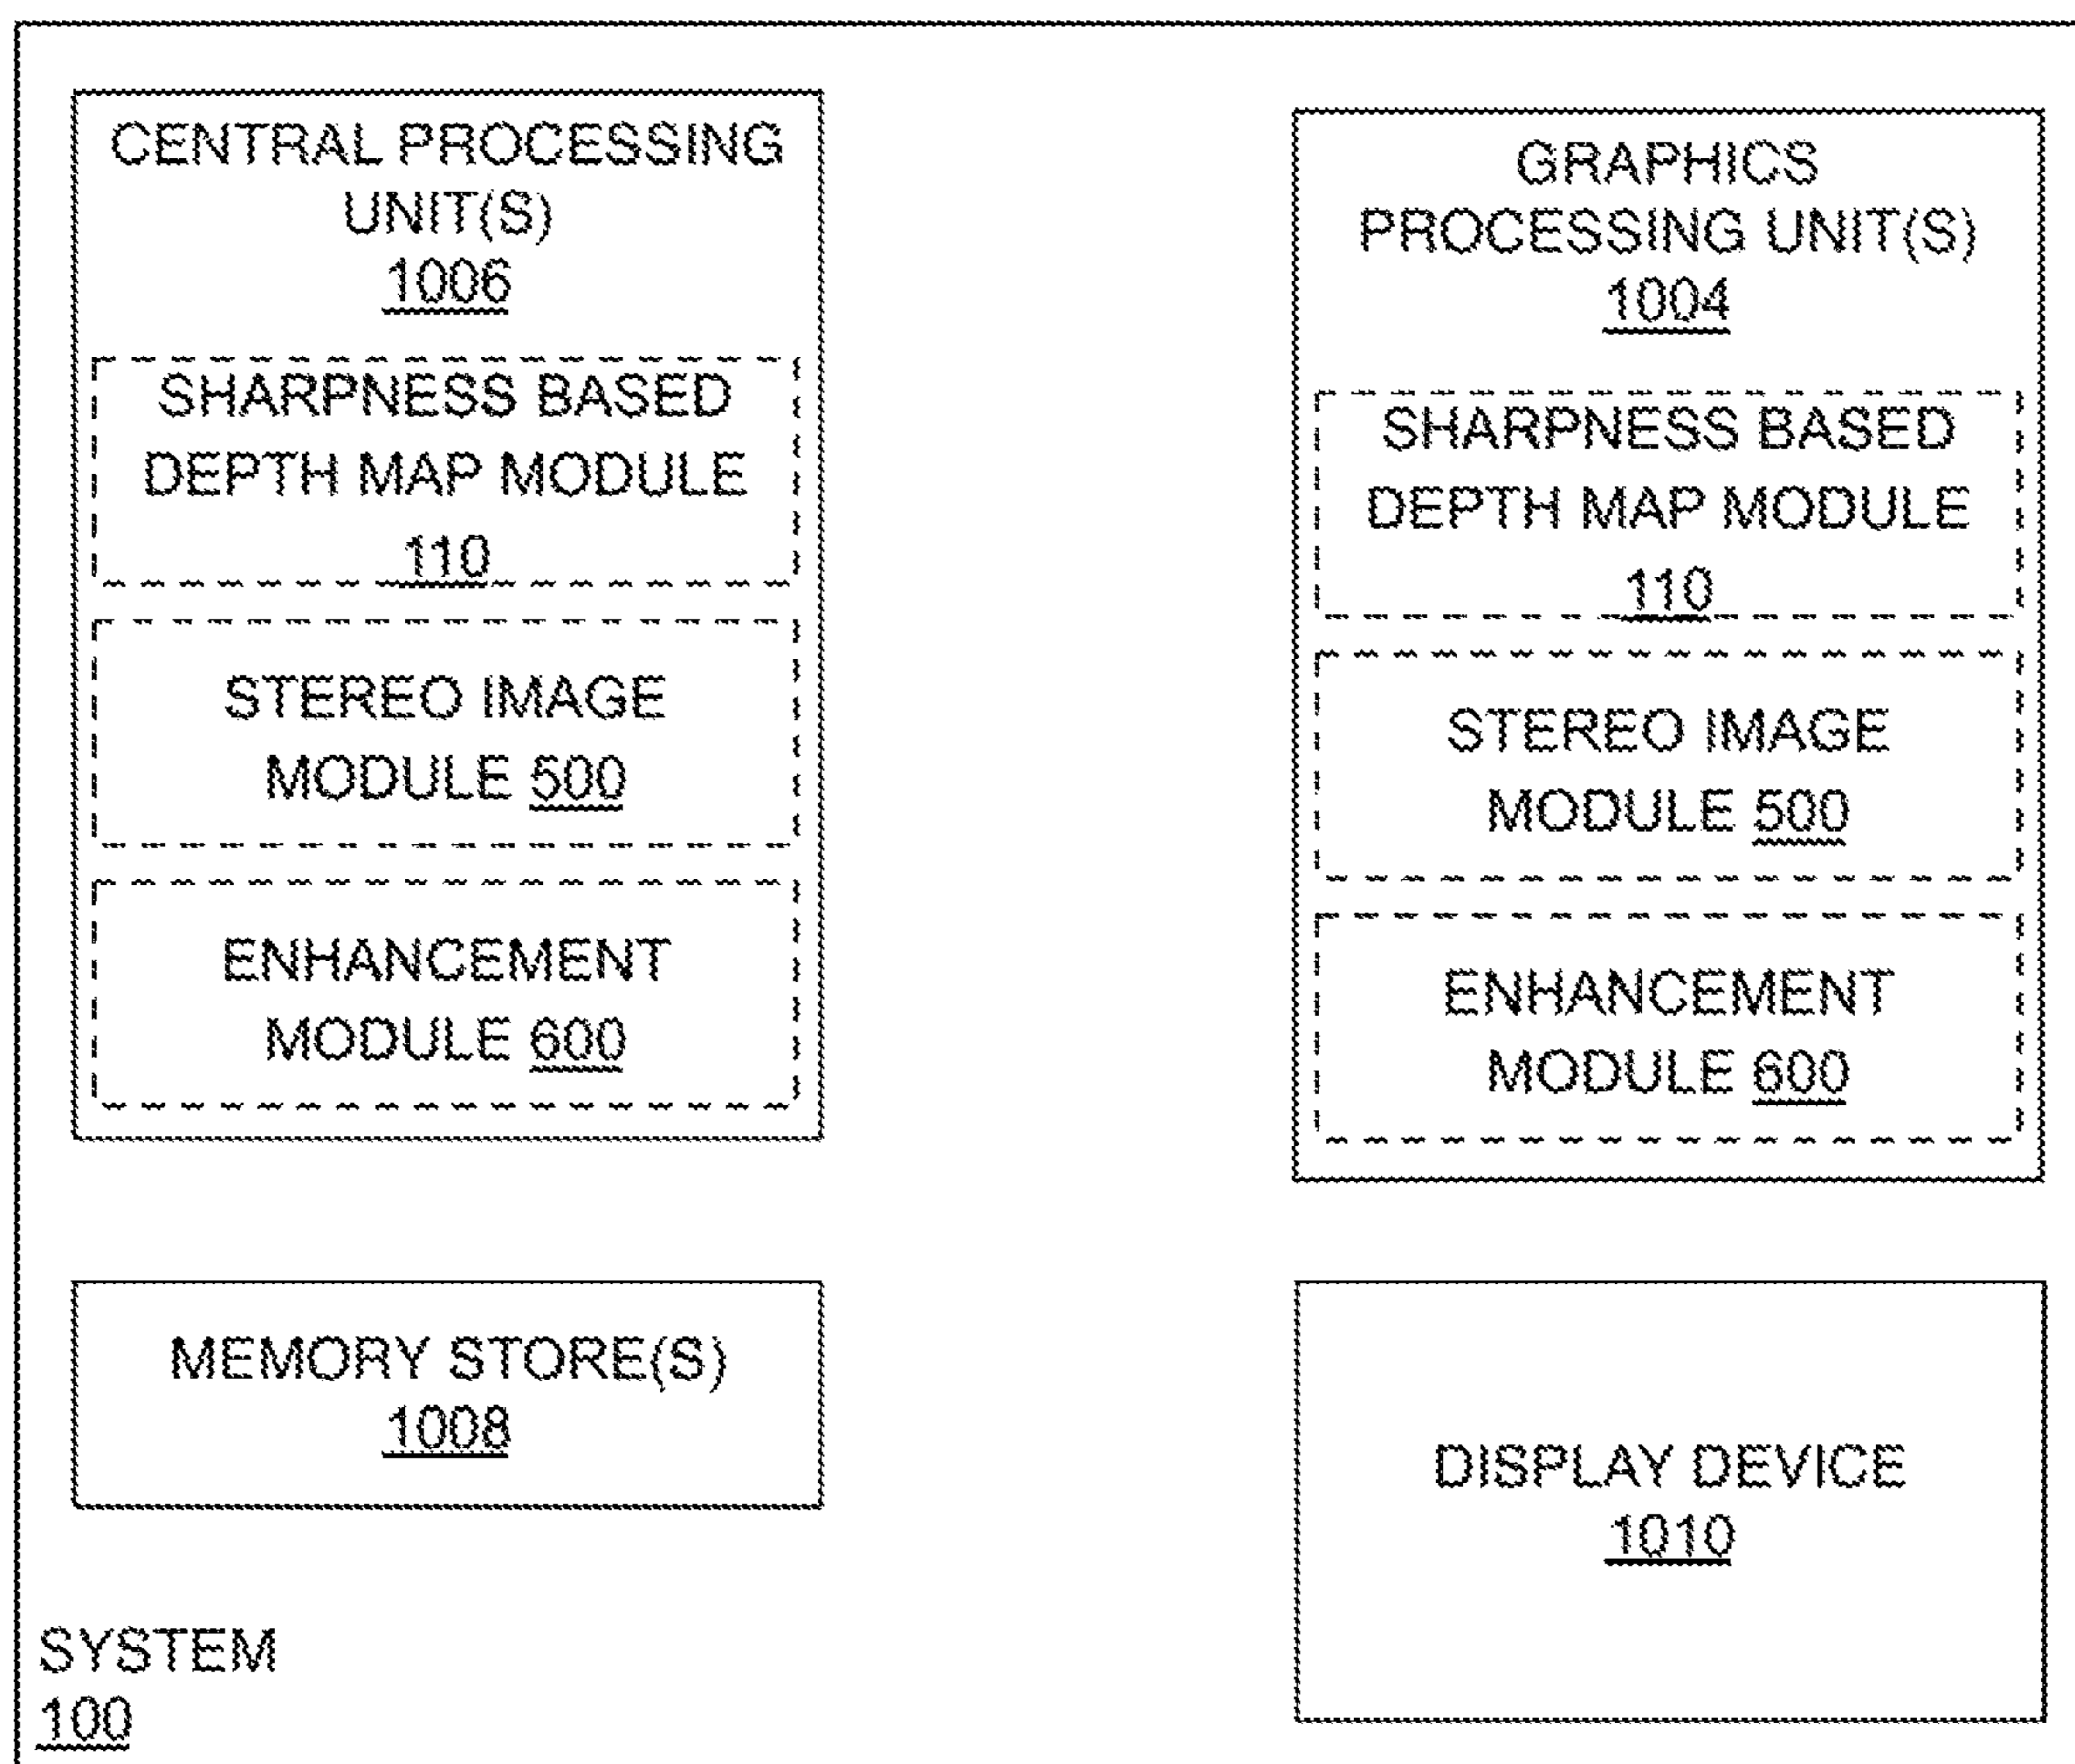 CENTRAL PROCESSING
UNIT(S)
1006
SHARPNESS BASED
DEPTH MAP MODULE
110
STEREO IMAGE
MODULE 500
ENHANCEMENT
MODULE 600
GRAPHICS
PROCESSING UNIT(S)
1004
SHARPNESS BASED
DEPTH MAP MODULE
110
STEREO IMAGE
MODULE 500
ENHANCEMENT
MODULE 600
MEMORY STORE(S)
1008
DISPLAY DEVICE
1010
SYSTEM
100